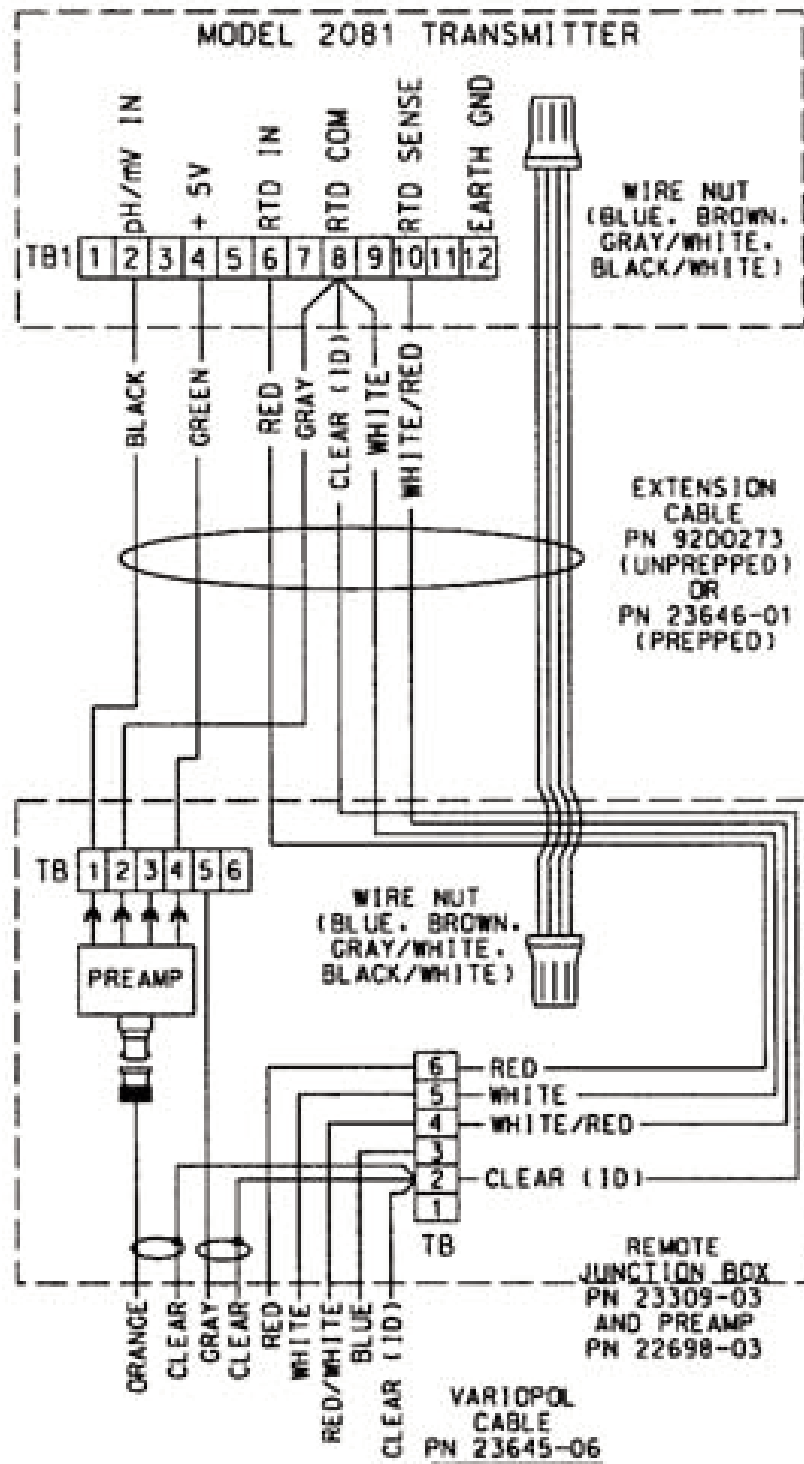 MODEL 2081 TRANSMITTER
pH/mV IN
+ 5V
RTD IN
RTD COM
RTD SENSE
EARTH GND
TB1 1 2 3 4 5 6 7 8 9 10 11 12
WIRE NUT
(BLUE. BROWN.
GRAY/WHITE.
BLACK/WHITE)
BLACK
GREEN
RED
GRAY
CLEAR (ID)
WHITE
WHITE/RED
EXTENSION
CABLE
PN 9200273
(UNPREPPED)
OR
PN 23646-01
(PREPPED)
TB 1 2 3 4 5 6
PREAMP
WIRE NUT
(BLUE. BROWN.
GRAY/WHITE.
BLACK/WHITE)
6 RED
5 WHITE
4 WHITE/RED
3
2 CLEAR (ID)
1
TB
REMOTE
JUNCTION BOX
PN 23309-03
AND PREAMP
PN 22698-03
ORANGE
CLEAR
GRAY
CLEAR
RED
WHITE
RED/WHITE
BLUE
CLEAR (ID)
VARIOPOL
CABLE
PN 23645-06